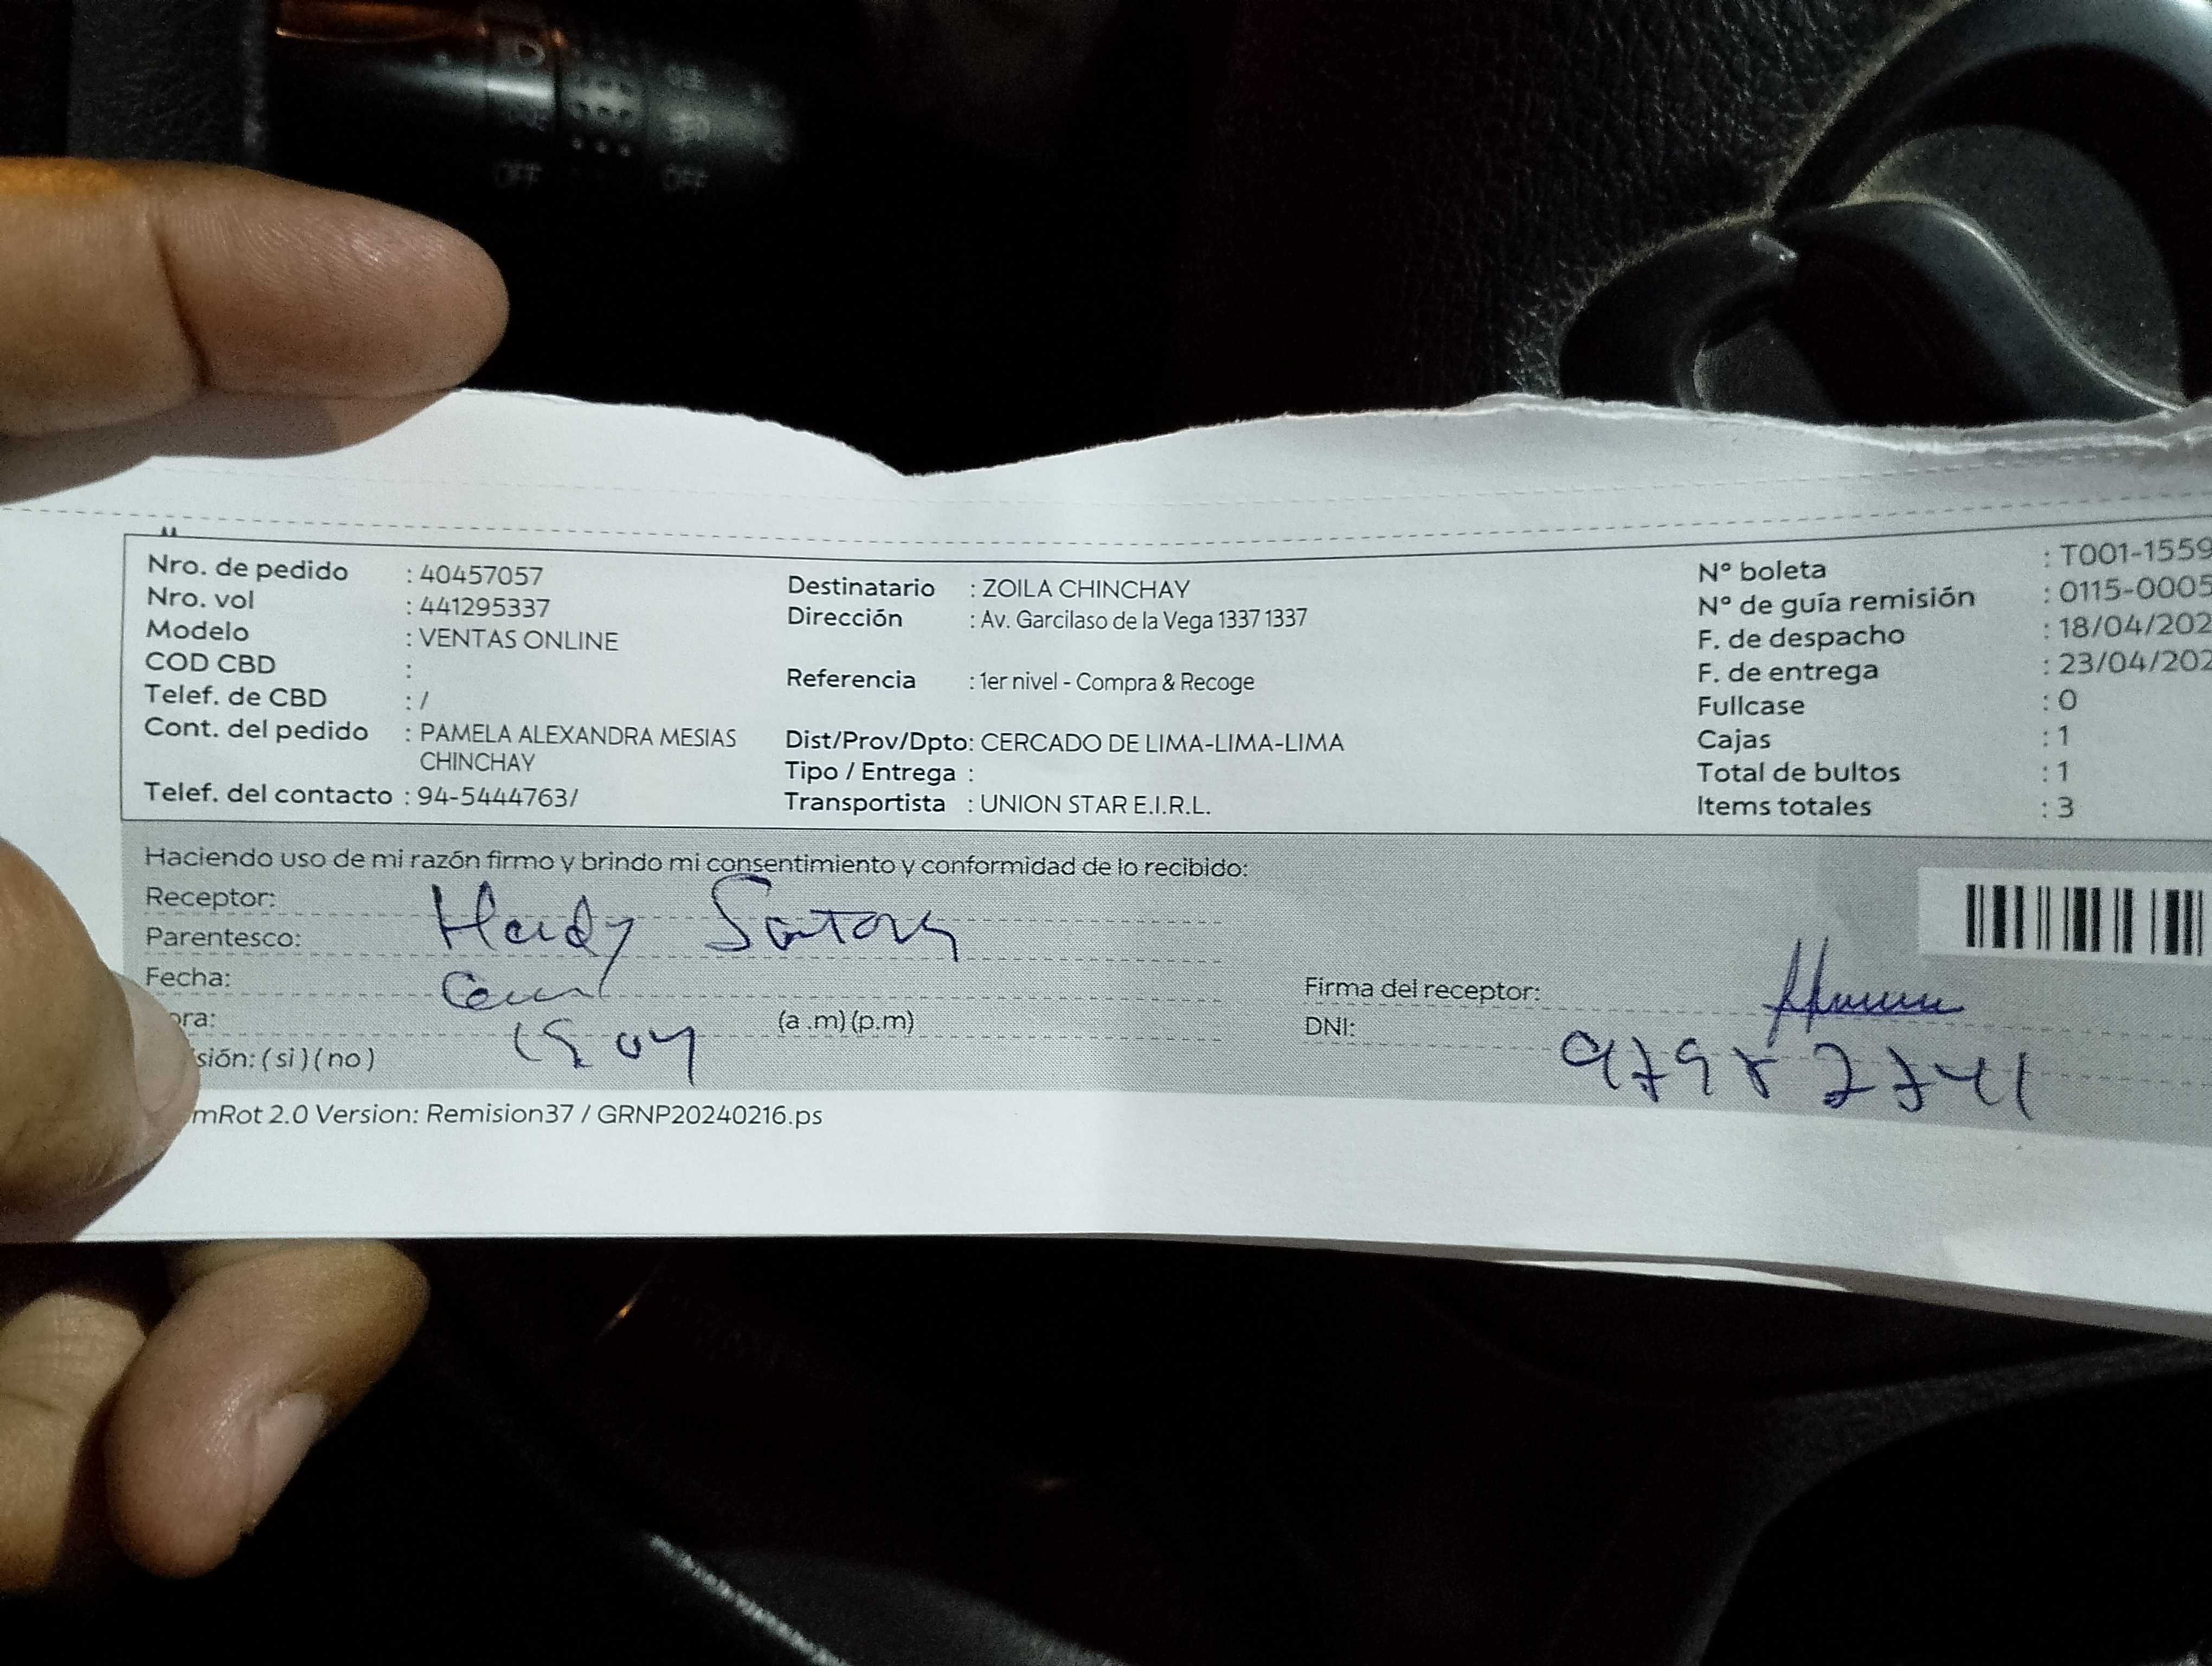 Nro. de pedido : 40457057
Nro. vol : 441295337
Modelo : VENTAS ONLINE
COD CBD :
Telef. de CBD : /
Cont. del pedido : PAMELA ALEXANDRA MESIAS
CHINCHAY
Telef. del contacto : 94-5444763/
Destinatario : ZOILA CHINCHAY
Dirección : Av. Garcilaso de la Vega 1337 1337
Referencia : 1er nivel - Compra & Recoge
Dist/Prov/Dpto: CERCADO DE LIMA-LIMA-LIMA
Tipo / Entrega :
Transportista : UNION STAR E.I.R.L.
N° boleta : T001-1559
N° de guía remisión : 0115-0005
F. de despacho : 18/04/202
F. de entrega : 23/04/202
Fullcase : 0
Cajas : 1
Total de bultos : 1
Items totales : 3
Haciendo uso de mi razón firmo y brindo mi consentimiento y conformidad de lo recibido:
Receptor: Heidy Santos
Parentesco:
Fecha:
ora: (a .m) (p.m)
sión: ( si ) ( no )
Firma del receptor:
DNI:
mRot 2.0 Version: Remision37 / GRNP20240216.ps
OFF OFF